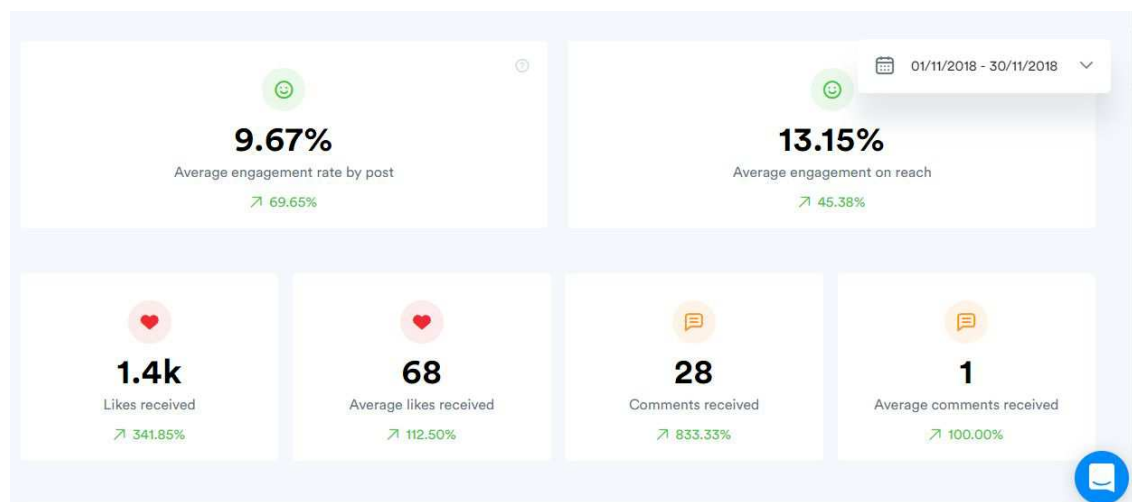 01/11/2018 - 30/11/2018
9.67%
Average engagement rate by post
69.65%
13.15%
Average engagement on reach
45.38%
1.4k
Likes received
341.85%
68
Average likes received
112.50%
28
Comments received
833.33%
1
Average comments received
100.00%